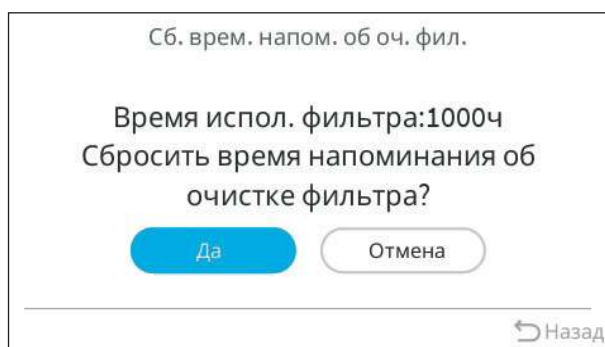 Сб. врем. напом. об оч. фил.
Время испол. фильтра:1000ч
Сбросить время напоминания об
очистке фильтра?
Да
Отмена
Назад